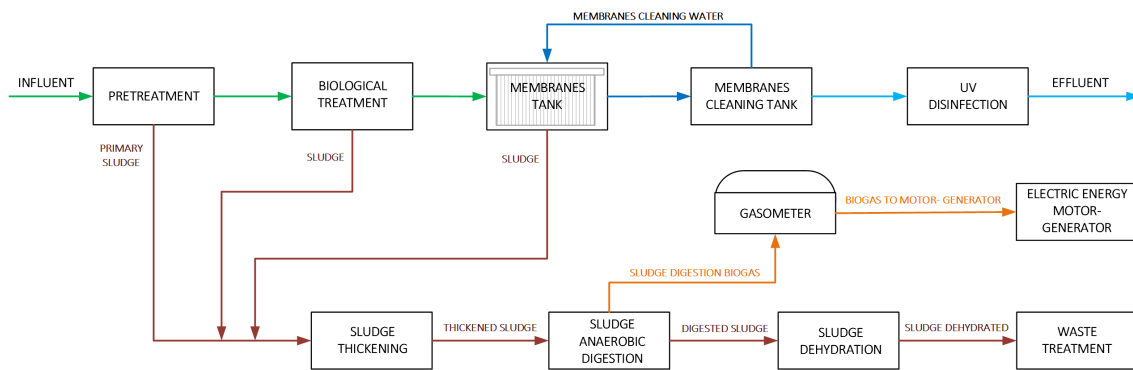 MEMBRANES CLEANING WATER
INFLUENT
PRETREATMENT
BIOLOGICAL
TREATMENT
MEMBRANES
TANK
MEMBRANES
CLEANING TANK
UV
DISINFECTION
EFFLUENT
PRIMARY
SLUDGE
SLUDGE
SLUDGE
GASOMETER
BIOGAS TO MOTOR- GENERATOR
ELECTRIC ENERGY
MOTOR-
GENERATOR
SLUDGE DIGESTION BIOGAS
SLUDGE
THICKENING
THICKENED SLUDGE
SLUDGE
ANAEROBIC
DIGESTION
DIGESTED SLUDGE
SLUDGE
DEHYDRATION
SLUDGE DEHYDRATED
WASTE
TREATMENT